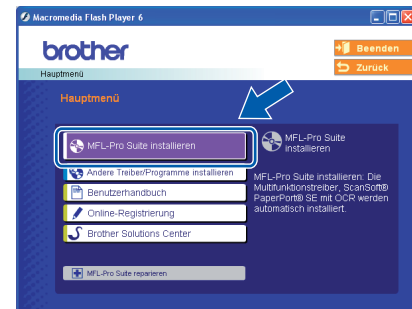 Macromedia Flash Player 6
brother
Beenden
Zurück
Hauptmenü
Hauptmenü
MFL-Pro Suite installieren
Andere Treiber/Programme installieren
Benutzerhandbuch
Online-Registrierung
Brother Solutions Center
MFL-Pro Suite reparieren
MFL-Pro Suite
installieren
MFL-Pro Suite installieren: Die
Multifunktionstreiber, ScanSoft®
PaperPort® SE mit OCR werden
automatisch installiert.